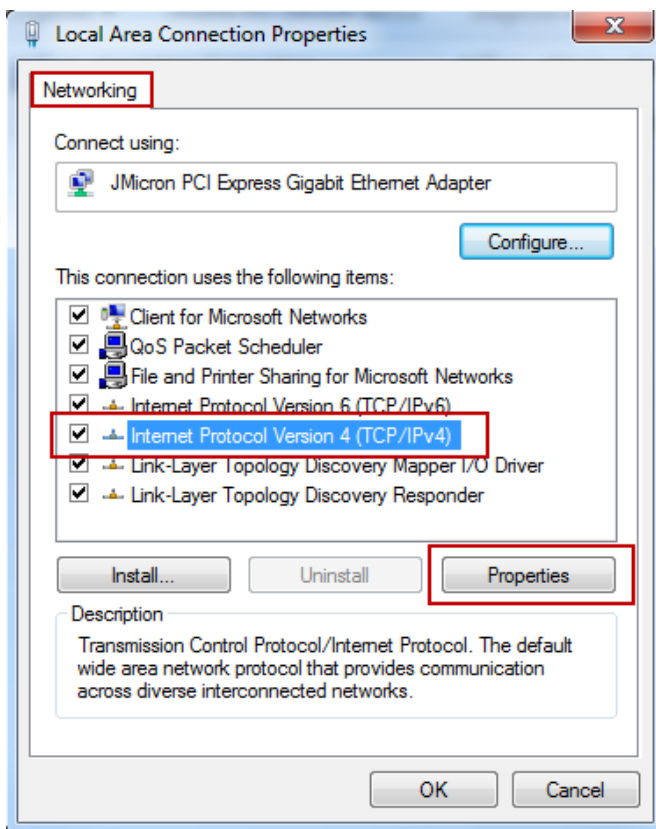 Local Area Connection Properties
Networking
Connect using:
JMicron PCI Express Gigabit Ethernet Adapter
Configure...
This connection uses the following items:
Client for Microsoft Networks
QoS Packet Scheduler
File and Printer Sharing for Microsoft Networks
Internet Protocol Version 6 (TCP/IPv6)
Internet Protocol Version 4 (TCP/IPv4)
Link-Layer Topology Discovery Mapper I/O Driver
Link-Layer Topology Discovery Responder
Install... Uninstall Properties
Description
Transmission Control Protocol/Internet Protocol. The default
wide area network protocol that provides communication
across diverse interconnected networks.
OK Cancel